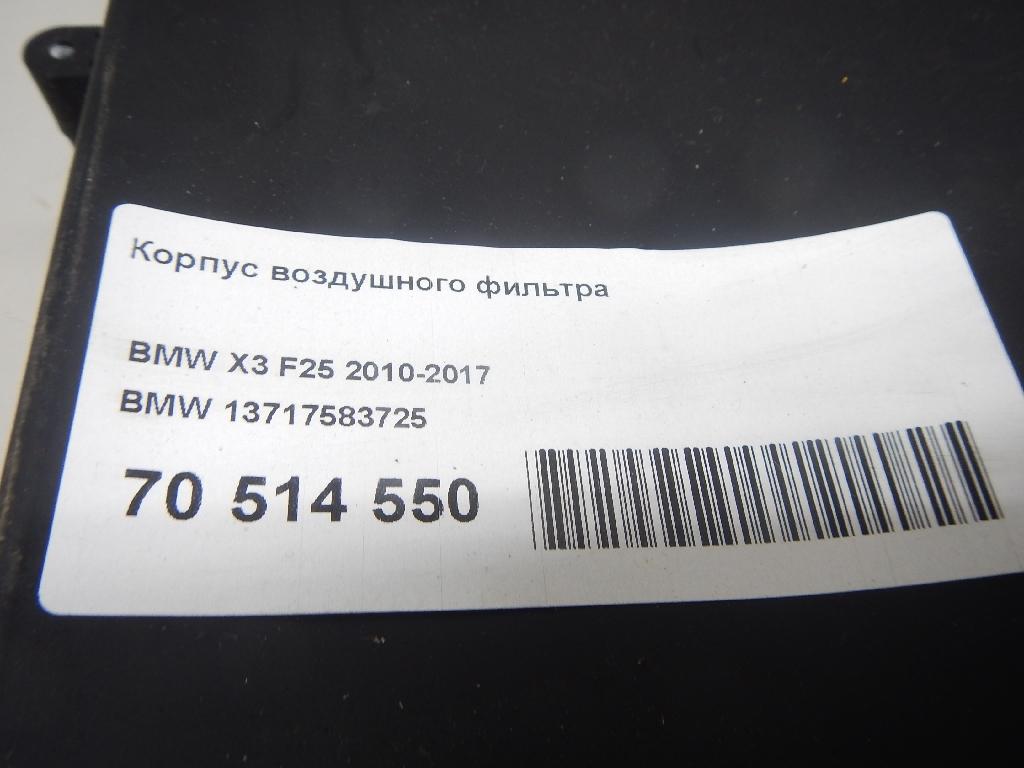 Корпус воздушного фильтра
BMW X3 F25 2010-2017
BMW 13717583725
70 514 550